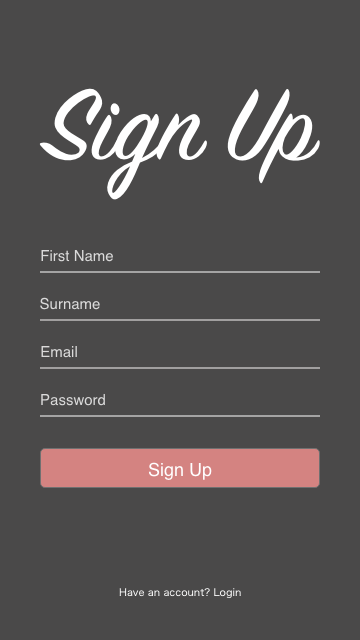 Sign Up
First Name
Surname
Email
Password
Sign Up
Have an account? Login